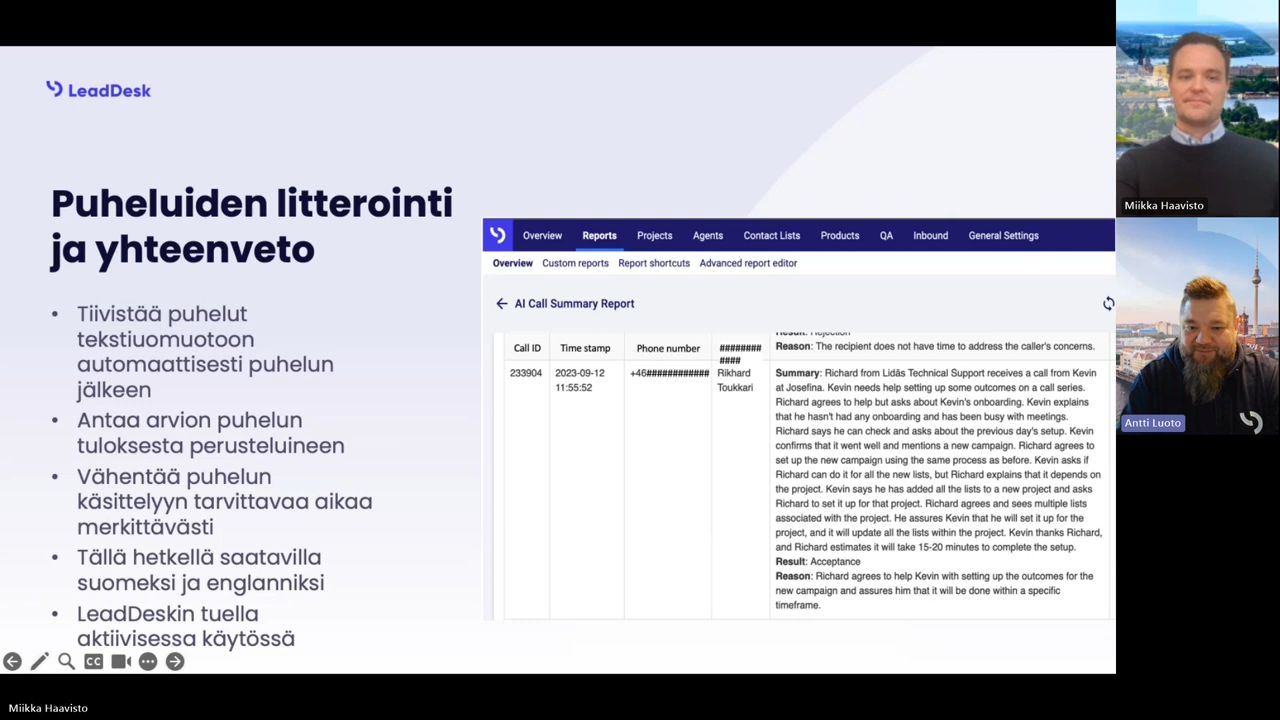 LeadDesk
Puheluiden litterointi
ja yhteenveto
• Tiivistää puhelut
tekstiuomuotoon
automaattisesti puhelun
jälkeen
• Antaa arvion puhelun
tuloksesta perusteluineen
• Vähentää puhelun
käsittelyyn tarvittavaa aikaa
merkittävästi
• Tällä hetkellä saatavilla
suomeksi ja englanniksi
• LeadDeskin tuella
aktiivisessa käytössä
Overview Reports Projects Agents Contact Lists Products QA Inbound General Settings
Overview Custom reports Report shortcuts Advanced report editor
AI Call Summary Report
Call ID Time stamp Phone number ########
####
Result: Rejection
Reason: The recipient does not have time to address the caller's concerns.
233904 2023-09-12
11:55:52
+46############
Rikhard
Toukkari
Summary: Richard from Lidås Technical Support receives a call from Kevin
at Josefina. Kevin needs help setting up some outcomes on a call series.
Richard agrees to help but asks about Kevin's onboarding. Kevin explains
that he hasn't had any onboarding and has been busy with meetings.
Richard says he can check and asks about the previous day's setup. Kevin
confirms that it went well and mentions a new campaign. Richard agrees to
set up the new campaign using the same process as before. Kevin asks if
Richard can do it for all the new lists, but Richard explains that it depends on
the project. Kevin says he has added all the lists to a new project and asks
Richard to set it up for that project. Richard agrees and sees multiple lists
associated with the project. He assures Kevin that he will set it up for the
project, and it will update all the lists within the project. Kevin thanks Richard,
and Richard estimates it will take 15-20 minutes to complete the setup.
Result: Acceptance
Reason: Richard agrees to help Kevin with setting up the outcomes for the
new campaign and assures him that it will be done within a specific
timeframe.
CC
Miikka Haavisto
Antti Luoto
Miikka Haavisto